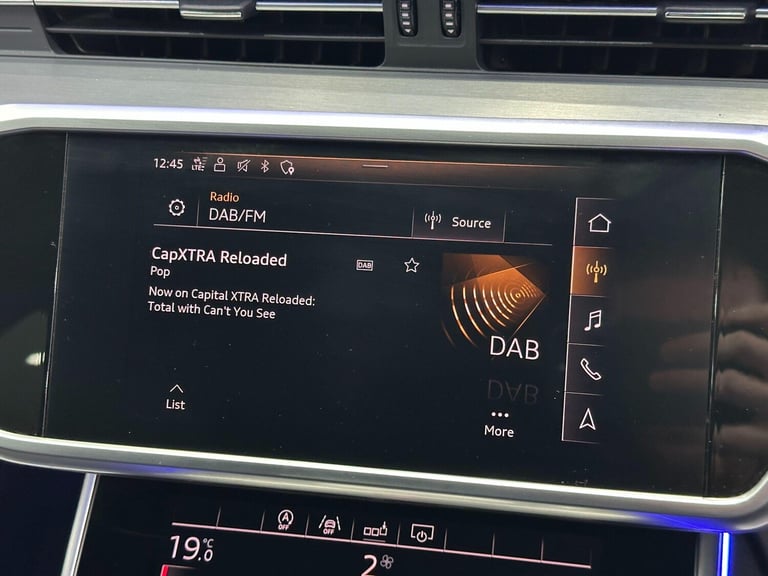 12:45 LTE
Radio
DAB/FM
Source
CapXTRA Reloaded
DAB
Pop
Now on Capital XTRA Reloaded:
Total with Can't You See
DAB
List
More
A OFF OFF
19.0 °C
2